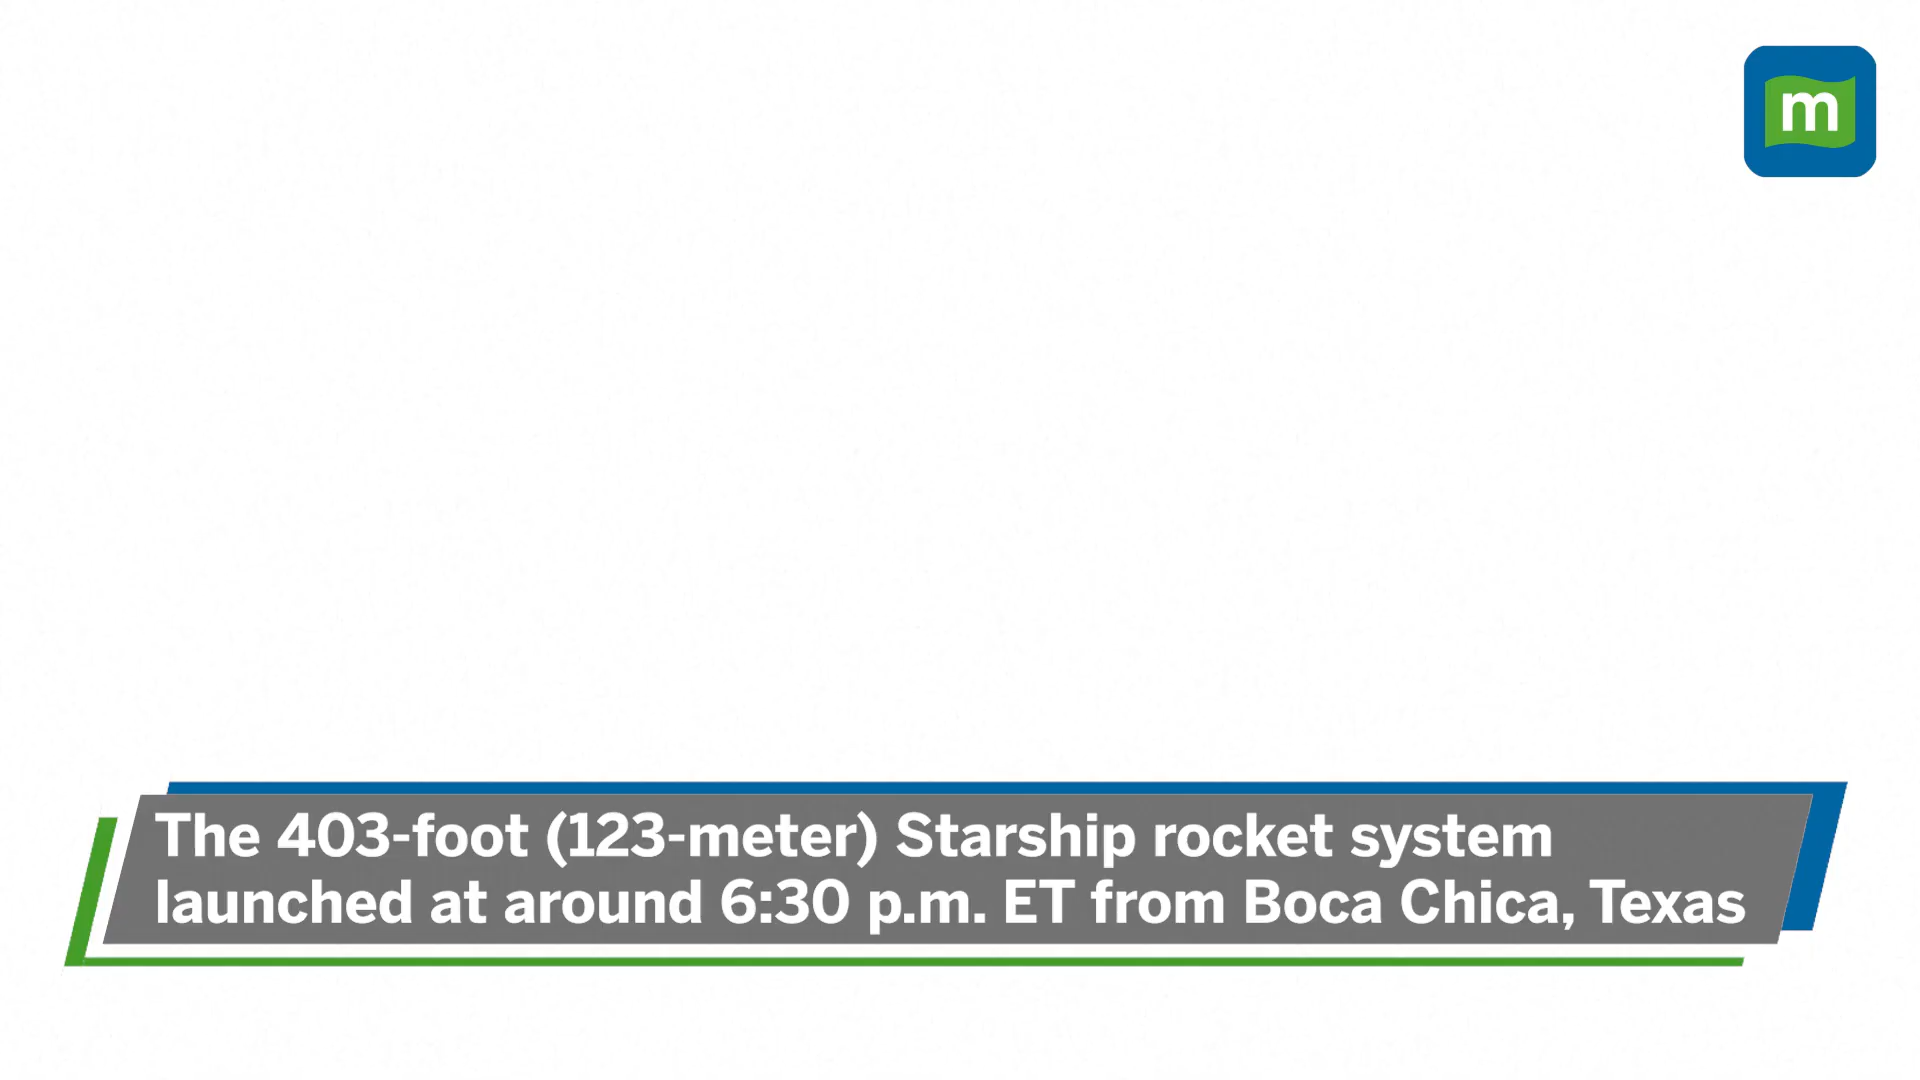 m
The 403-foot (123-meter) Starship rocket system
launched at around 6:30 p.m. ET from Boca Chica, Texas